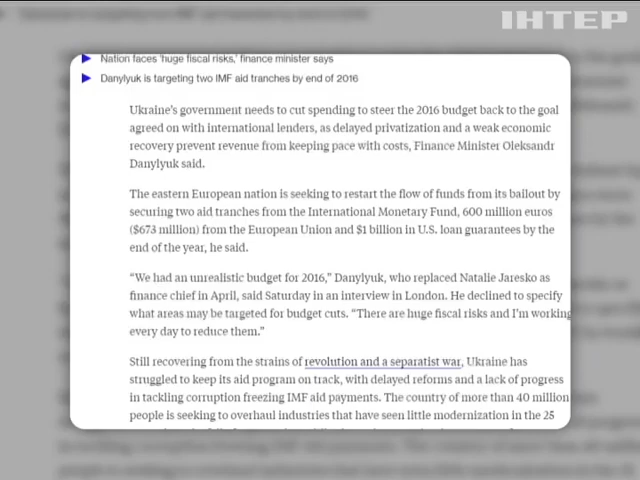 ІНТЕР
Nation faces 'huge fiscal risks,' finance minister says
Danylyuk is targeting two IMF aid tranches by end of 2016
Ukraine's government needs to cut spending to steer the 2016 budget back to the goal
agreed on with international lenders, as delayed privatization and a weak economic
recovery prevent revenue from keeping pace with costs, Finance Minister Oleksandr
Danylyuk said.
The eastern European nation is seeking to restart the flow of funds from its bailout by
securing two aid tranches from the International Monetary Fund, 600 million euros
($673 million) from the European Union and $1 billion in U.S. loan guarantees by the
end of the year, he said.
“We had an unrealistic budget for 2016,” Danylyuk, who replaced Natalie Jaresko as
finance chief in April, said Saturday in an interview in London. He declined to specify
what areas may be targeted for budget cuts. “There are huge fiscal risks and I'm working
every day to reduce them.”
Still recovering from the strains of revolution and a separatist war, Ukraine has
struggled to keep its aid program on track, with delayed reforms and a lack of progress
in tackling corruption freezing IMF aid payments. The country of more than 40 million
people is seeking to overhaul industries that have seen little modernization in the 25